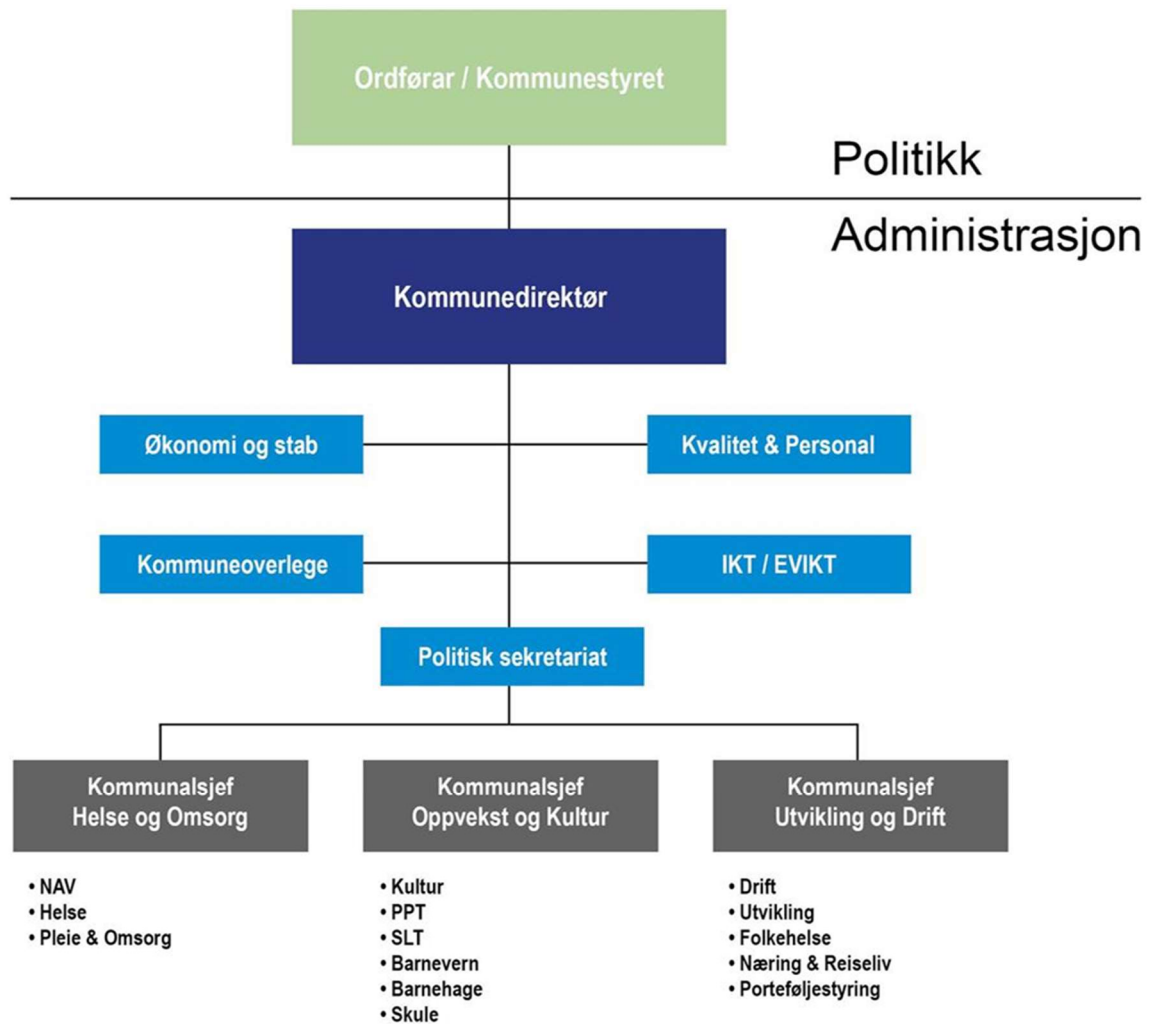 Ordførar / Kommunestyret
Politikk
Administrasjon
Kommunedirektør
Økonomi og stab
Kvalitet & Personal
Kommuneoverlege
IKT / EVIKT
Politisk sekretariat
Kommunalsjef
Helse og Omsorg
• NAV
• Helse
• Pleie & Omsorg
Kommunalsjef
Oppvekst og Kultur
• Kultur
• PPT
• SLT
• Barnevern
• Barnehage
• Skule
Kommunalsjef
Utvikling og Drift
• Drift
• Utvikling
• Folkehelse
• Næring & Reiseliv
• Porteføljestyring